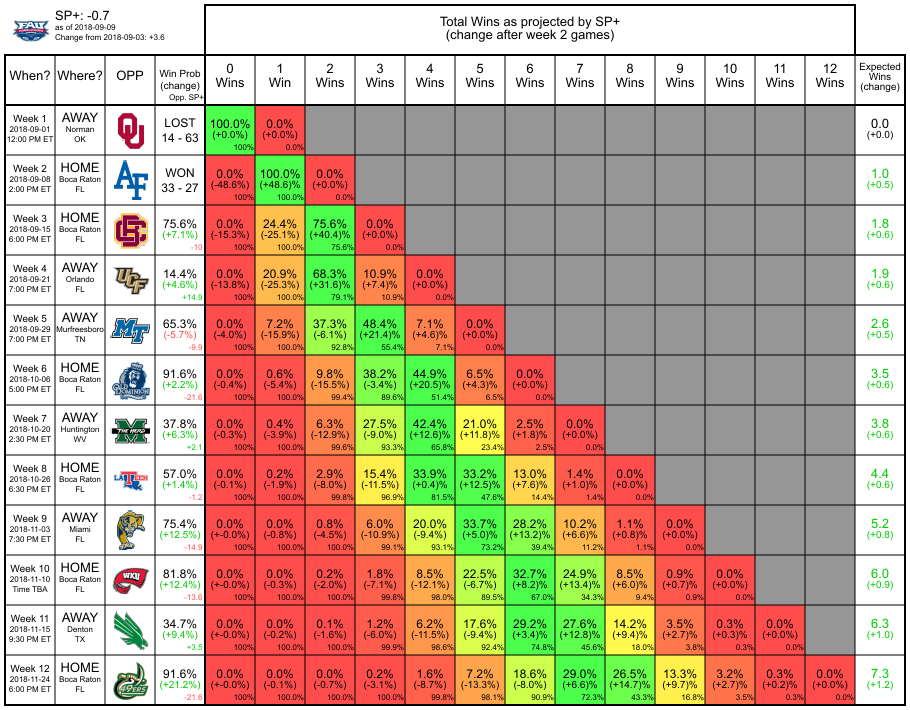 SP+: -0.7
as of 2018-09-09
Change from 2018-09-03: +3.6
FAU
Total Wins as projected by SP+
(change after week 2 games)
When? Where? OPP Win Prob (change) Opp. SP+ 0 Wins 1 Win 2 Wins 3 Wins 4 Wins 5 Wins 6 Wins 7 Wins 8 Wins 9 Wins 10 Wins 11 Wins 12 Wins Expected Wins (change)
Week 1 AWAY LOST 100.0% 0.0% 0.0
2018-09-01 Norman OU 14 - 63 (+0.0%) (+0.0%) (+0.0)
12:00 PM ET OK 100% 0.0%
Week 2 HOME WON 0.0% 100.0% 0.0% 1.0
2018-09-08 Boca Raton AF 33 - 27 (-48.6%) (+48.6)% (+0.0%) (+0.5)
2:00 PM ET FL 100% 100.0% 0.0%
Week 3 HOME 75.6% 0.0% 24.4% 75.6% 0.0% 1.8
2018-09-15 Boca Raton (+7.1%) (-15.3%) (-25.1%) (+40.4)% (+0.0%) (+0.6)
6:00 PM ET FL -10 100% 100.0% 75.6% 0.0%
Week 4 AWAY 14.4% 0.0% 20.9% 68.3% 10.9% 0.0% 1.9
2018-09-21 Orlando UCF (+4.6%) (-13.8%) (-25.3%) (+31.6)% (+7.4)% (+0.0%) (+0.6)
7:00 PM ET FL +14.9 100% 100.0% 79.1% 10.9% 0.0%
Week 5 AWAY 65.3% 0.0% 7.2% 37.3% 48.4% 7.1% 0.0% 2.6
2018-09-29 Murfreesboro MT (-5.7%) (-4.0%) (-15.9%) (-6.1%) (+21.4)% (+4.6)% (+0.0%) (+0.5)
7:00 PM ET TN -9.9 100% 100.0% 92.8% 55.4% 7.1% 0.0%
Week 6 HOME 91.6% 0.0% 0.6% 9.8% 38.2% 44.9% 6.5% 0.0% 3.5
2018-10-06 Boca Raton OLD DOMINION (+2.2%) (-0.4%) (-5.4%) (-15.5%) (-3.4%) (+20.5)% (+4.3)% (+0.0%) (+0.6)
5:00 PM ET FL -21.6 100% 100.0% 99.4% 89.6% 51.4% 6.5% 0.0%
Week 7 AWAY 37.8% 0.0% 0.4% 6.3% 27.5% 42.4% 21.0% 2.5% 0.0% 3.8
2018-10-20 Huntington THE HERD (+6.3%) (-0.3%) (-3.9%) (-12.9%) (-9.0%) (+12.6)% (+11.8)% (+1.8)% (+0.0%) (+0.6)
2:30 PM ET WV +2.1 100% 100.0% 99.6% 93.3% 65.8% 23.4% 2.5% 0.0%
Week 8 HOME 57.0% 0.0% 0.2% 2.9% 15.4% 33.9% 33.2% 13.0% 1.4% 0.0% 4.4
2018-10-26 Boca Raton LA TECH (+1.4%) (-0.1%) (-1.9%) (-8.0%) (-11.5%) (+0.4)% (+12.5)% (+7.6)% (+1.0)% (+0.0%) (+0.6)
6:30 PM ET FL -1.2 100% 100.0% 99.8% 96.9% 81.5% 47.6% 14.4% 1.4% 0.0%
Week 9 AWAY 75.4% 0.0% 0.0% 0.8% 6.0% 20.0% 33.7% 28.2% 10.2% 1.1% 0.0% 5.2
2018-11-03 Miami (+12.5%) (+0.0%) (-0.8%) (-4.5%) (-10.9%) (-9.4%) (+5.0)% (+13.2)% (+6.6)% (+0.8)% (+0.0%) (+0.8)
7:30 PM ET FL -14.9 100% 100.0% 100.0% 99.1% 93.1% 73.2% 39.4% 11.2% 1.1% 0.0%
Week 10 HOME 81.8% 0.0% 0.0% 0.2% 1.8% 8.5% 22.5% 32.7% 24.9% 8.5% 0.9% 0.0% 6.0
2018-11-10 Boca Raton WKU (+12.4%) (+0.0%) (-0.3%) (-2.0%) (-7.1%) (-12.1%) (-6.7%) (+8.2)% (+13.4)% (+6.0)% (+0.7)% (+0.0%) (+0.9)
Time TBA FL -13.6 100% 100.0% 100.0% 99.8% 98.0% 89.5% 67.0% 34.3% 9.4% 0.9% 0.0%
Week 11 AWAY 34.7% 0.0% 0.0% 0.1% 1.2% 6.2% 17.6% 29.2% 27.6% 14.2% 3.5% 0.3% 0.0% 6.3
2018-11-15 Denton (+9.4%) (+0.0%) (-0.2%) (-1.6%) (-6.0%) (-11.5%) (-9.4%) (+3.4)% (+12.8)% (+9.4)% (+2.7)% (+0.3)% (+0.0%) (+1.0)
9:30 PM ET TX +3.5 100% 100.0% 100.0% 99.9% 98.6% 92.4% 74.8% 45.6% 18.0% 3.8% 0.3% 0.0%
Week 12 HOME 91.6% 0.0% 0.0% 0.0% 0.2% 1.6% 7.2% 18.6% 29.0% 26.5% 13.3% 3.2% 0.3% 0.0% 7.3
2018-11-24 Boca Raton 49ERS (+21.2%) (+0.0%) (-0.1%) (-0.7%) (-3.1%) (-8.7%) (-13.3%) (-8.0%) (+6.6)% (+14.7)% (+9.7)% (+2.7)% (+0.2)% (+0.0%) (+1.2)
6:00 PM ET FL -21.6 100% 100.0% 100.0% 100.0% 99.8% 98.1% 90.9% 72.3% 43.3% 16.8% 3.5% 0.3% 0.0%